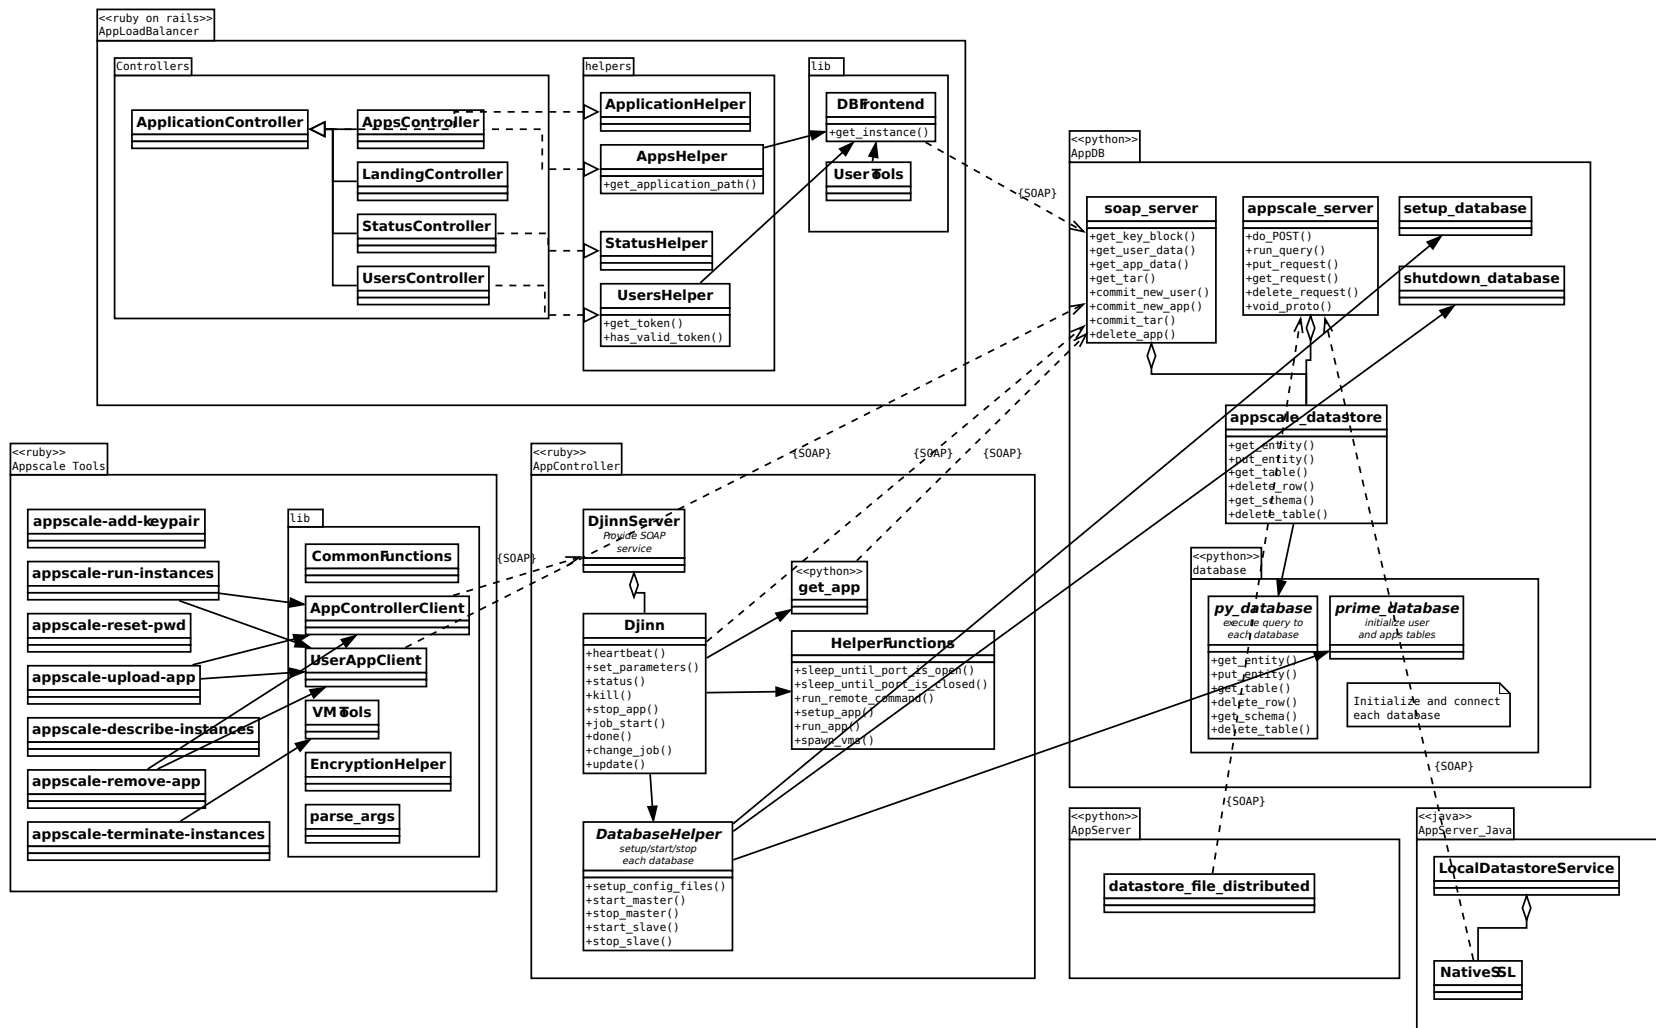 <<ruby on rails>>
AppLoadBalancer
Controllers
ApplicationController
AppsController
LandingController
StatusController
UsersController
helpers
ApplicationHelper
AppsHelper
+get_application_path()
StatusHelper
UsersHelper
+get_token()
+has_valid_token()
lib
DBFrontend
+get_instance()
UserTools
{SOAP}
<<python>>
AppDB
soap_server
+get_key_block()
+get_user_data()
+get_app_data()
+get_tar()
+commit_new_user()
+commit_new_app()
+commit_tar()
+delete_app()
appscale_server
+do_POST()
+run_query()
+put_request()
+get_request()
+delete_request()
+void_proto()
setup_database
shutdown_database
appscale_datastore
+get_entity()
+put_entity()
+get_table()
+delete_row()
+get_schema()
+delete_table()
<<python>>
database
py_database
execute query to
each database
+get_entity()
+put_entity()
+get_table()
+delete_row()
+get_schema()
+delete_table()
prime_database
initialize user
and apps tables
Initialize and connect
each database
<<ruby>>
Appscale Tools
appscale-add-keypair
appscale-run-instances
appscale-reset-pwd
appscale-upload-app
appscale-describe-instances
appscale-remove-app
appscale-terminate-instances
lib
CommonFunctions
AppControllerClient
UserAppClient
VMTools
EncryptionHelper
parse_args
{SOAP}
<<ruby>>
AppController
{SOAP}
{SOAP}
{SOAP}
DjinnServer
Provide SOAP
service
Djinn
+heartbeat()
+set_parameters()
+status()
+kill()
+stop_app()
+job_start()
+done()
+change_job()
+update()
<<python>>
get_app
HelperFunctions
+sleep_until_port_is_open()
+sleep_until_port_is_closed()
+run_remote_command()
+setup_app()
+run_app()
+spawn_vms()
DatabaseHelper
setup/start/stop
each database
+setup_config_files()
+start_master()
+stop_master()
+start_slave()
+stop_slave()
{SOAP}
{SOAP}
<<python>>
AppServer
datastore_file_distributed
<<java>>
AppServer_Java
LocalDatastoreService
NativeSSL